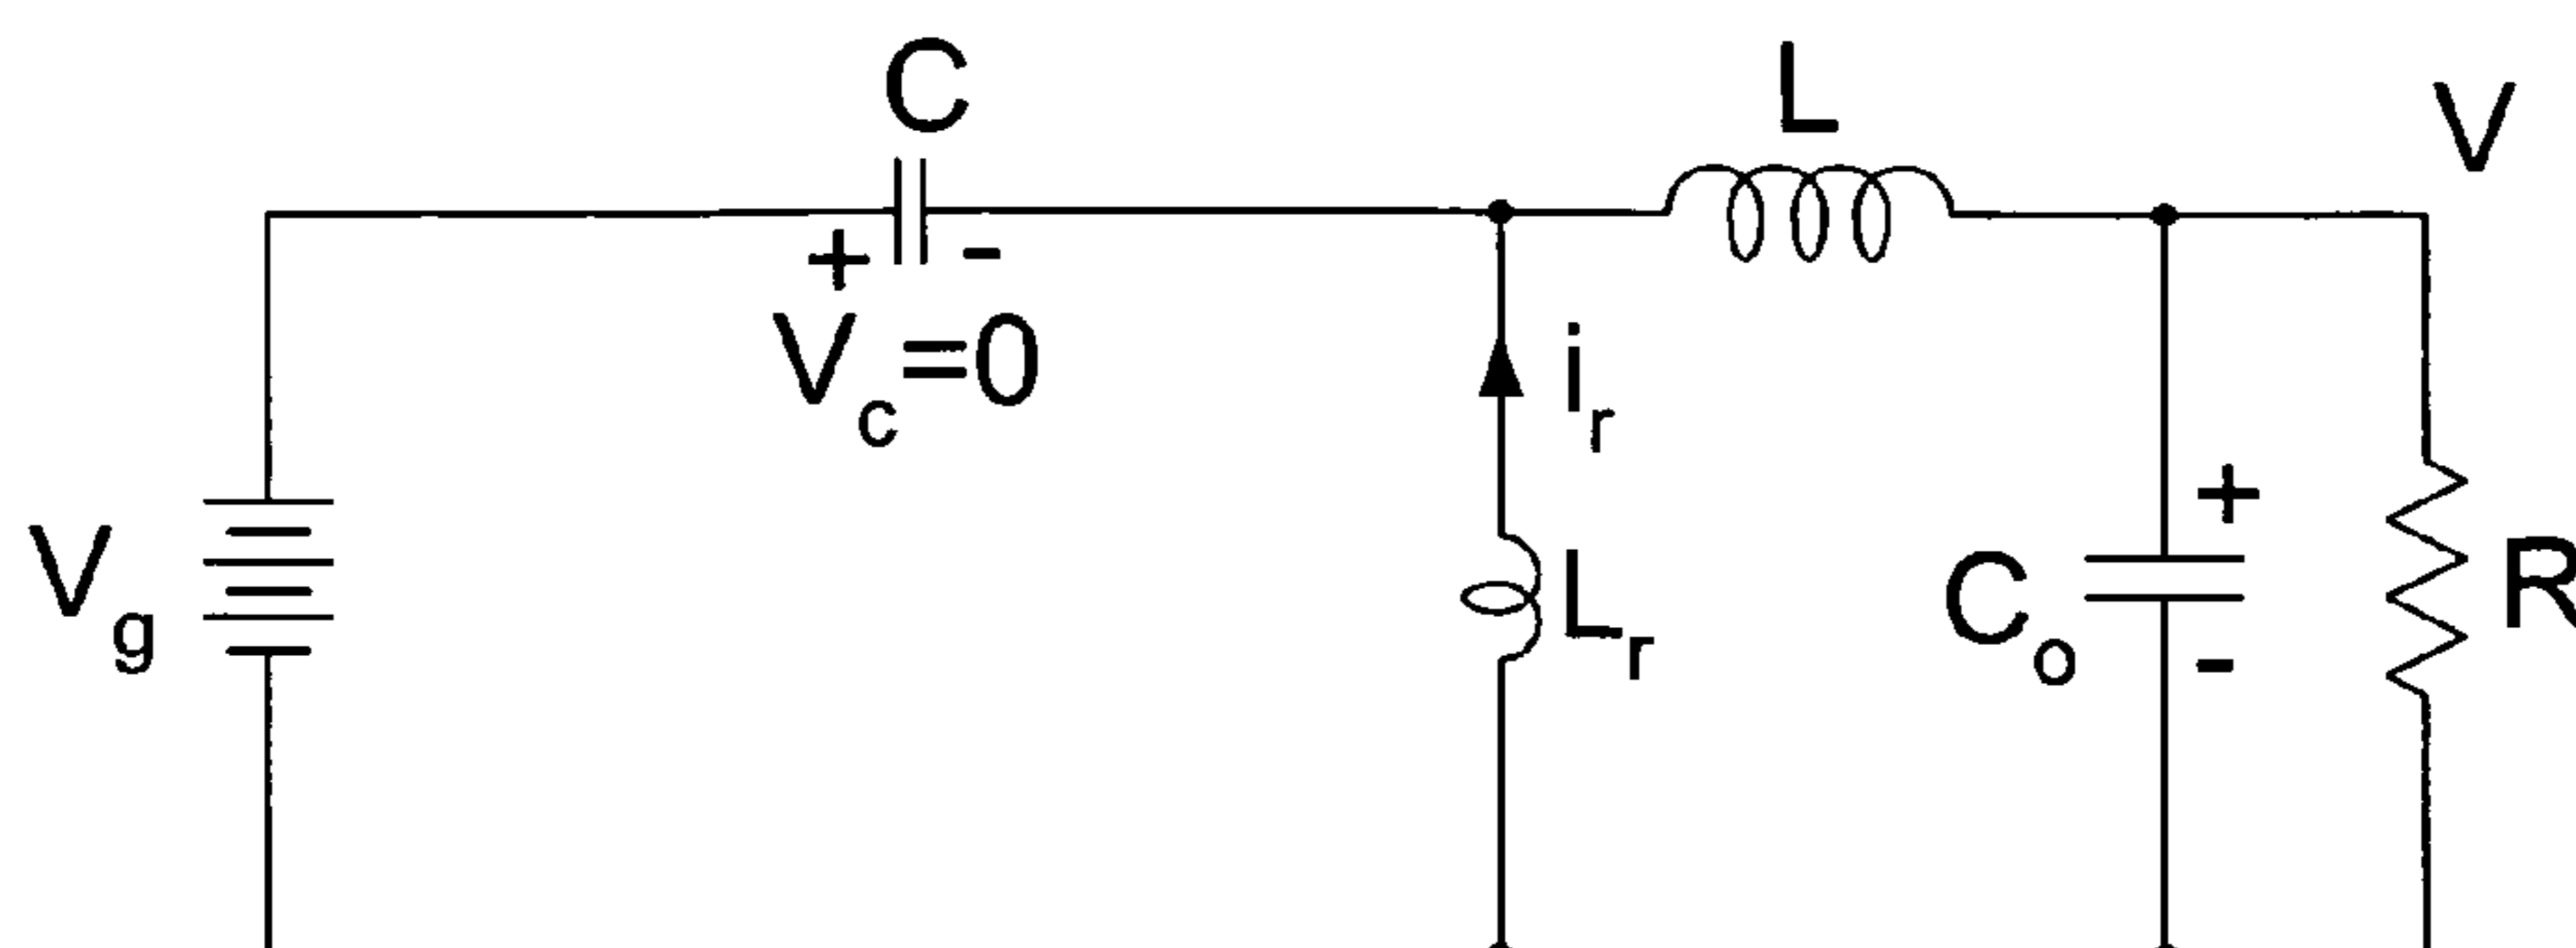 C
L
V
+ -
V_c=0
i_r
V_g
L_r
C_o
+
-
R